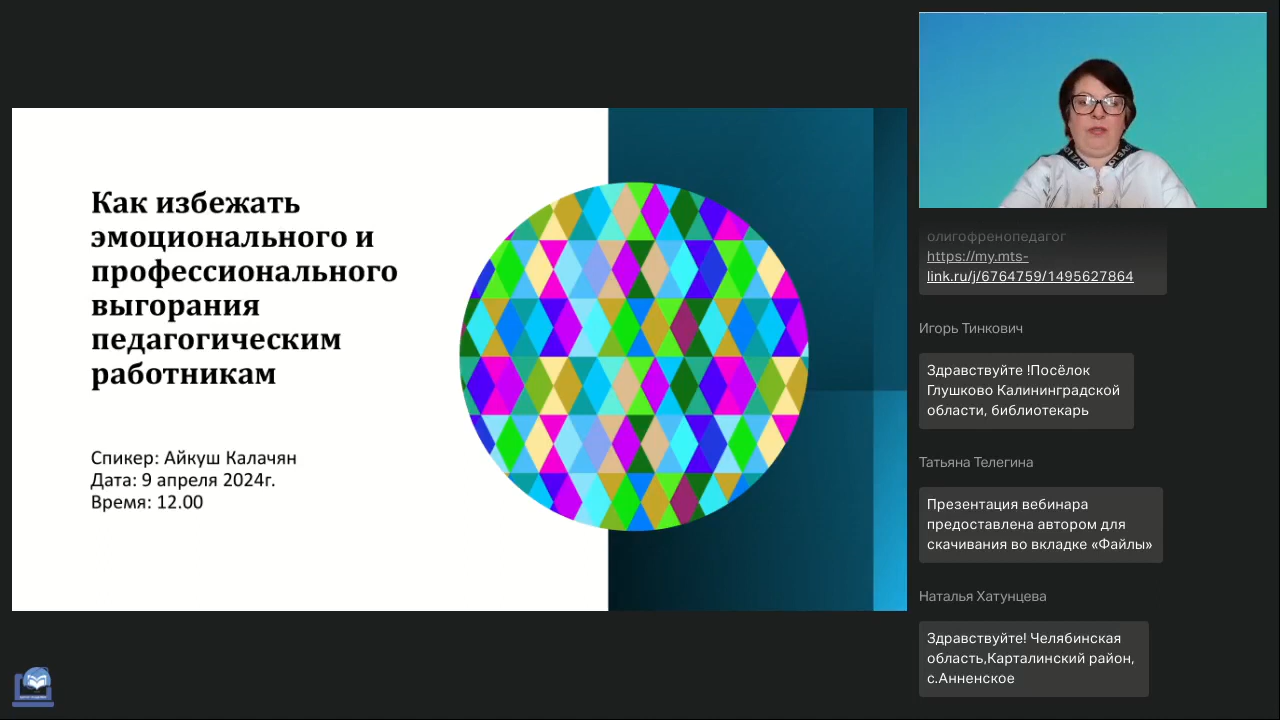 Как избежать
эмоционального и
профессионального
выгорания
педагогическим
работникам
Спикер: Айкуш Калачян
Дата: 9 апреля 2024г.
Время: 12.00
олигофренопедагог
https://my.mts-
link.ru/j/6764759/1495627864
Игорь Тинкович
Здравствуйте !Посёлок
Глушково Калининградской
области, библиотекарь
Татьяна Телегина
Презентация вебинара
предоставлена автором для
скачивания во вкладке «Файлы»
Наталья Хатунцева
Здравствуйте! Челябинская
область,Карталинский район,
с.Анненское